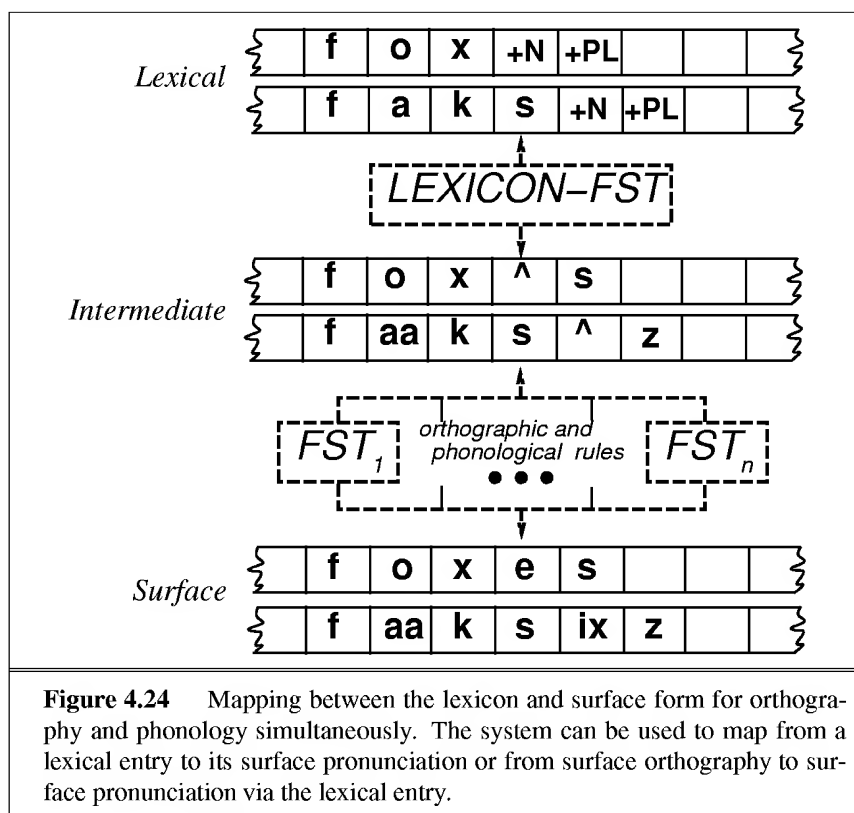 f o x +N +PL
Lexical
f a k s +N +PL
LEXICON–FST
f o x ^ s
Intermediate
f aa k s ^ z
FST1 orthographic and phonological rules ●●● FSTn
f o x e s
Surface
f aa k s ix z
Figure 4.24 Mapping between the lexicon and surface form for orthogra-
phy and phonology simultaneously. The system can be used to map from a
lexical entry to its surface pronunciation or from surface orthography to sur-
face pronunciation via the lexical entry.